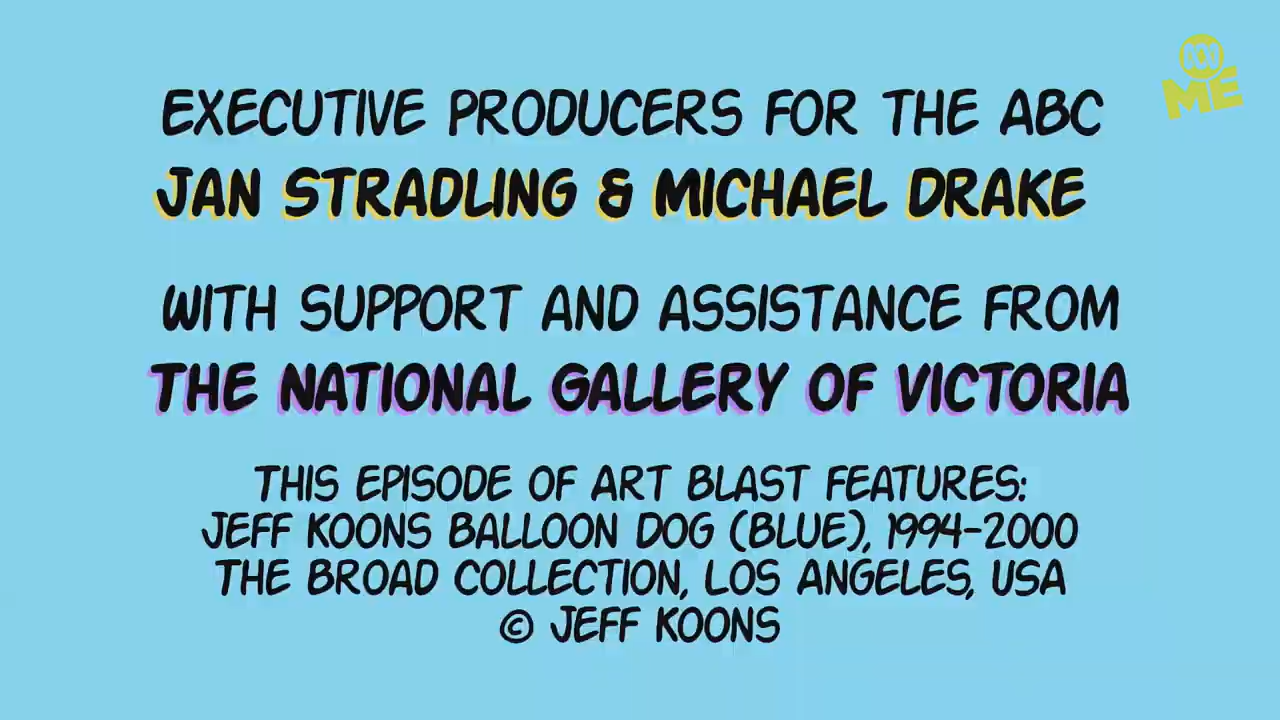 ME
EXECUTIVE PRODUCERS FOR THE ABC
JAN STRADLING & MICHAEL DRAKE
WITH SUPPORT AND ASSISTANCE FROM
THE NATIONAL GALLERY OF VICTORIA
THIS EPISODE OF ART BLAST FEATURES:
JEFF KOONS BALLOON DOG (BLUE), 1994-2000
THE BROAD COLLECTION, LOS ANGELES, USA
© JEFF KOONS